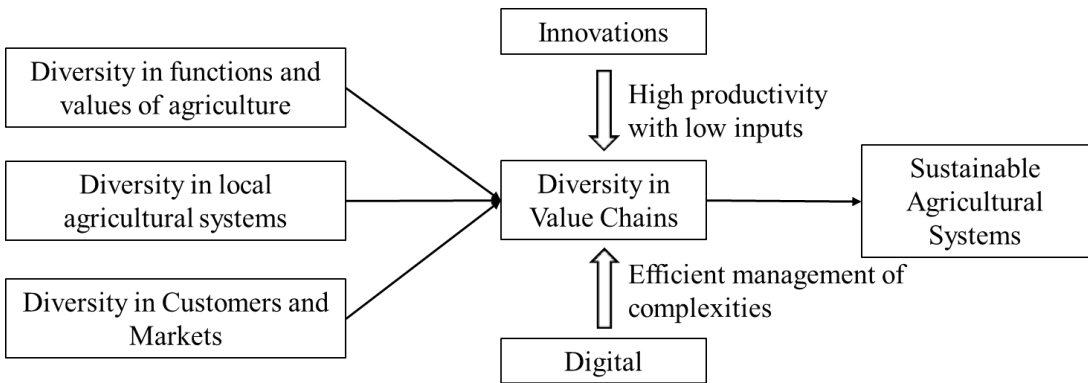 Diversity in functions and
values of agriculture
Diversity in local
agricultural systems
Diversity in Customers and
Markets
Innovations
High productivity
with low inputs
Diversity in
Value Chains
Efficient management of
complexities
Digital
Sustainable
Agricultural
Systems